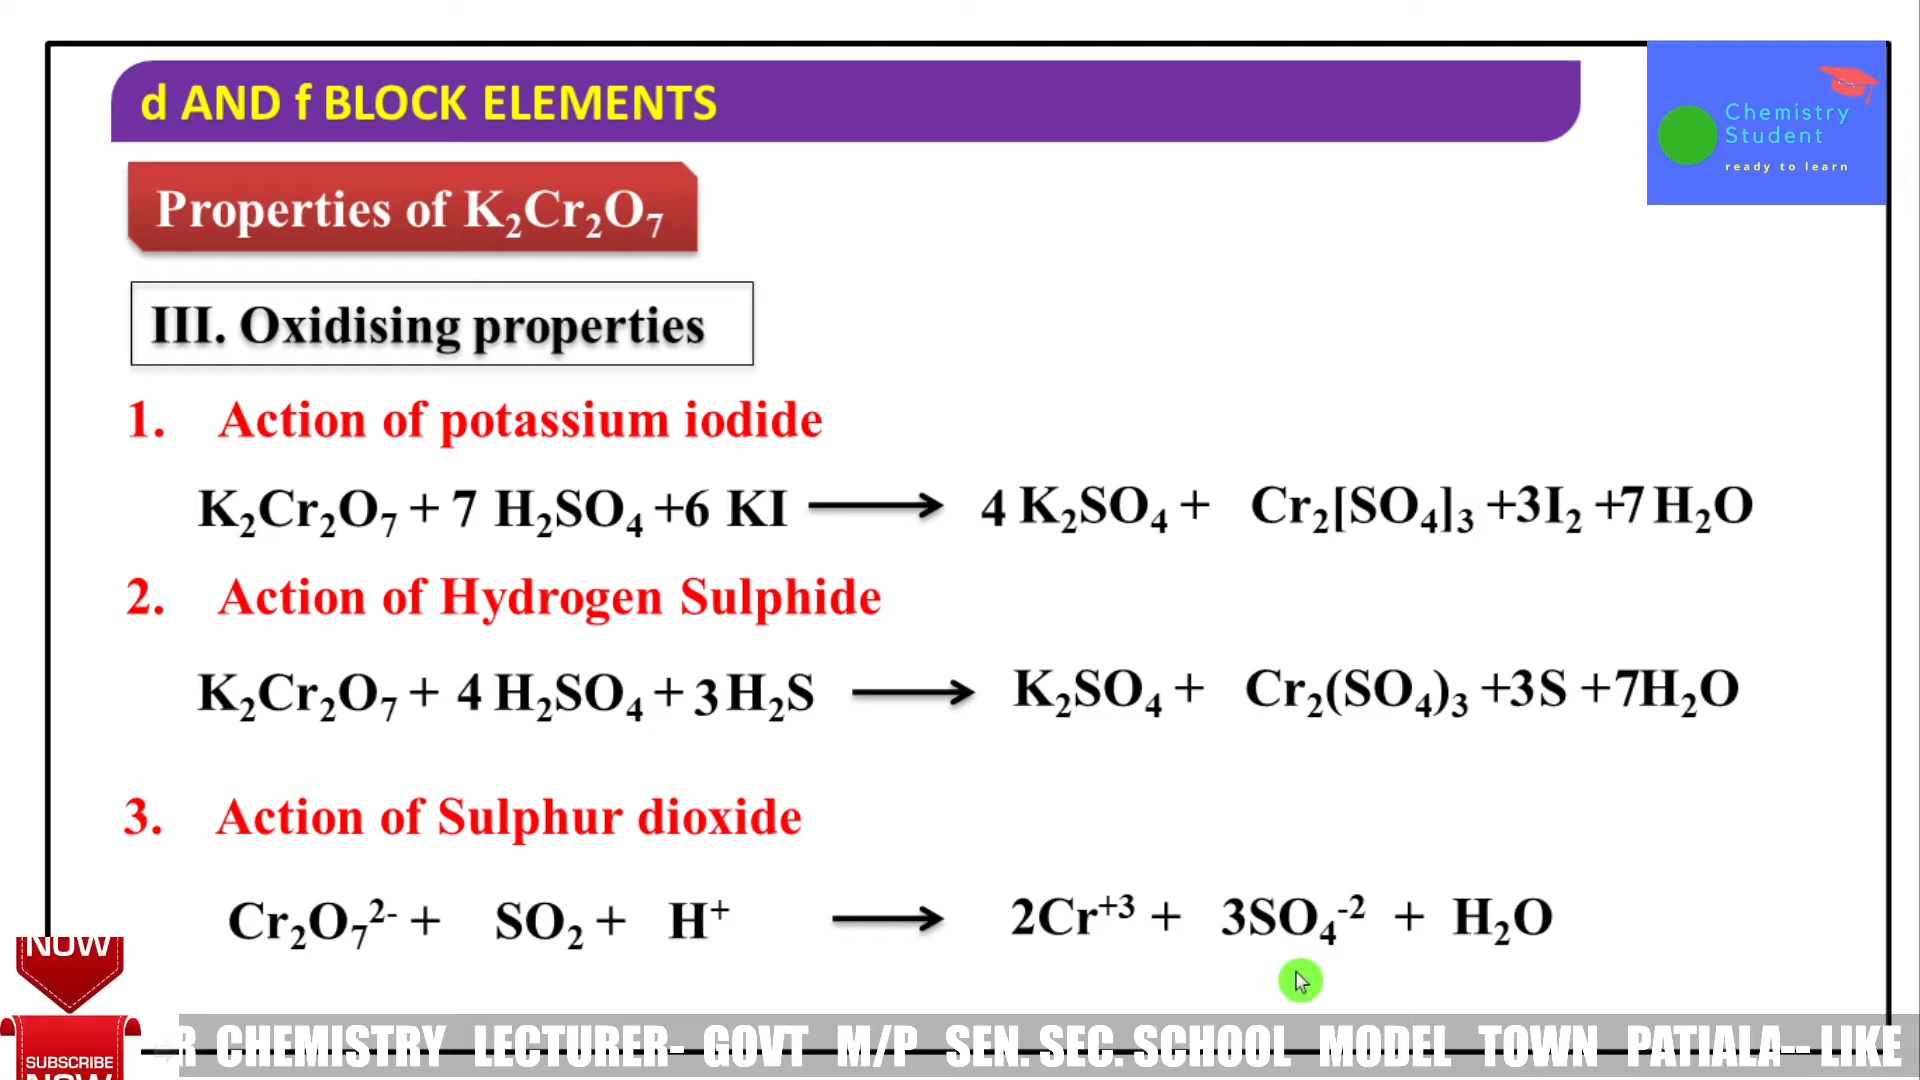 d AND f BLOCK ELEMENTS
Chemistry
Student
ready to learn
Properties of K₂Cr₂O₇
III. Oxidising properties
1. Action of potassium iodide
K₂Cr₂O₇ + 7 H₂SO₄ +6 KI ⟶ 4 K₂SO₄ + Cr₂[SO₄]₃ +3I₂ +7 H₂O
2. Action of Hydrogen Sulphide
K₂Cr₂O₇ + 4 H₂SO₄ + 3 H₂S ⟶ K₂SO₄ + Cr₂(SO₄)₃ +3S +7H₂O
3. Action of Sulphur dioxide
Cr₂O₇²⁻ + SO₂ + H⁺ ⟶ 2Cr⁺³ + 3SO₄⁻² + H₂O
NOW
SUBSCRIBE
R CHEMISTRY LECTURER- GOVT M/P SEN. SEC. SCHOOL MODEL TOWN PATIALA-- LIKE